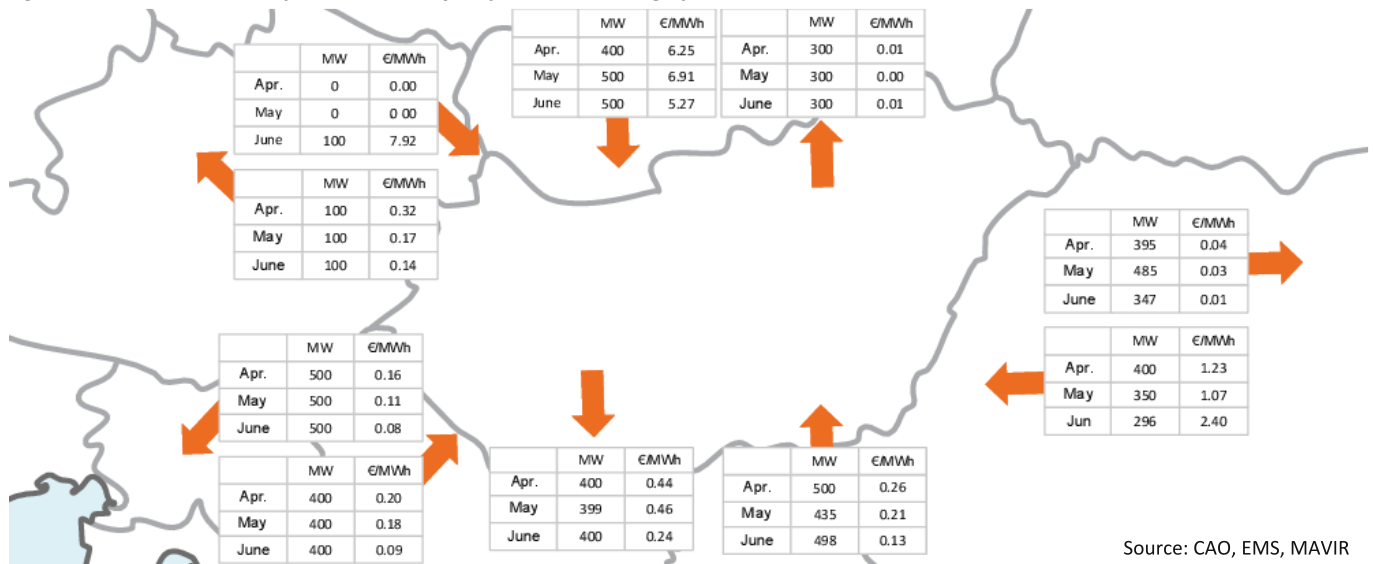 MW €/MWh
Apr. 400 6.25
May 500 6.91
June 500 5.27
MW €/MWh
Apr. 300 0.01
May 300 0.00
June 300 0.01
MW €/MWh
Apr. 0 0.00
May 0 0 00
June 100 7.92
MW €/MWh
Apr. 100 0.32
May 100 0.17
June 100 0.14
MW €/MWh
Apr. 395 0.04
May 485 0.03
June 347 0.01
MW €/MWh
Apr. 400 1.23
May 350 1.07
Jun 296 2.40
MW €/MWh
Apr. 500 0.16
May 500 0.11
June 500 0.08
MW €/MWh
Apr. 400 0.20
May 400 0.18
June 400 0.09
MW €/MWh
Apr. 400 0.44
May 399 0.46
June 400 0.24
MW €/MWh
Apr. 500 0.26
May 435 0.21
June 498 0.13
Source: CAO, EMS, MAVIR